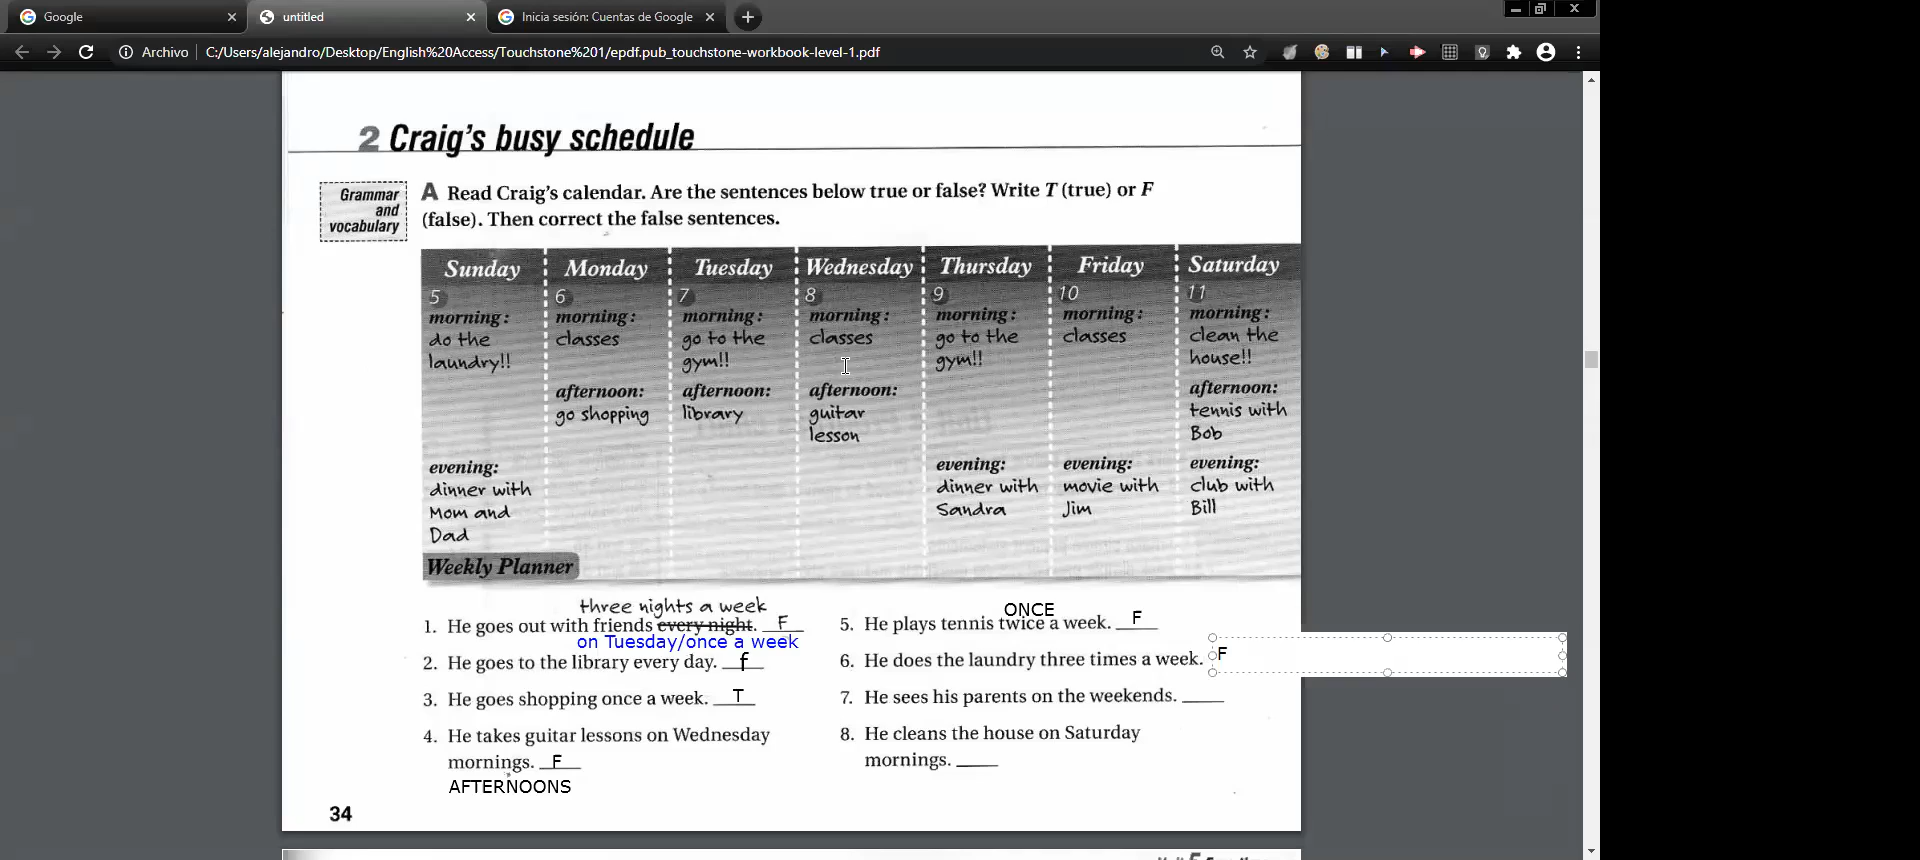 Google
untitled
Inicia sesión: Cuentas de Google
Archivo
C:/Users/alejandro/Desktop/English%20Access/Touchstone%201/epdf.pub_touchstone-workbook-level-1.pdf
2 Craig's busy schedule
Grammar
and
vocabulary
A Read Craig's calendar. Are the sentences below true or false? Write T (true) or F
(false). Then correct the false sentences.
Sunday
5
morning:
do the
laundry!!
evening:
dinner with
Mom and
Dad
Monday
6
morning:
classes
afternoon:
go shopping
Tuesday
7
morning:
go to the
gym!!
afternoon:
library
Wednesday
8
morning:
classes
afternoon:
guitar
lesson
Thursday
9
morning:
go to the
gym!!
evening:
dinner with
Sandra
Friday
10
morning:
classes
evening:
movie with
Jim
Saturday
11
morning:
clean the
house!!
afternoon:
tennis with
Bob
evening:
club with
Bill
Weekly Planner
three nights a week
1. He goes out with friends every night. F
on Tuesday/once a week
2. He goes to the library every day. f
3. He goes shopping once a week. T
4. He takes guitar lessons on Wednesday
mornings. F
AFTERNOONS
ONCE
5. He plays tennis twice a week. F
6. He does the laundry three times a week. F
7. He sees his parents on the weekends.
8. He cleans the house on Saturday
mornings.
34